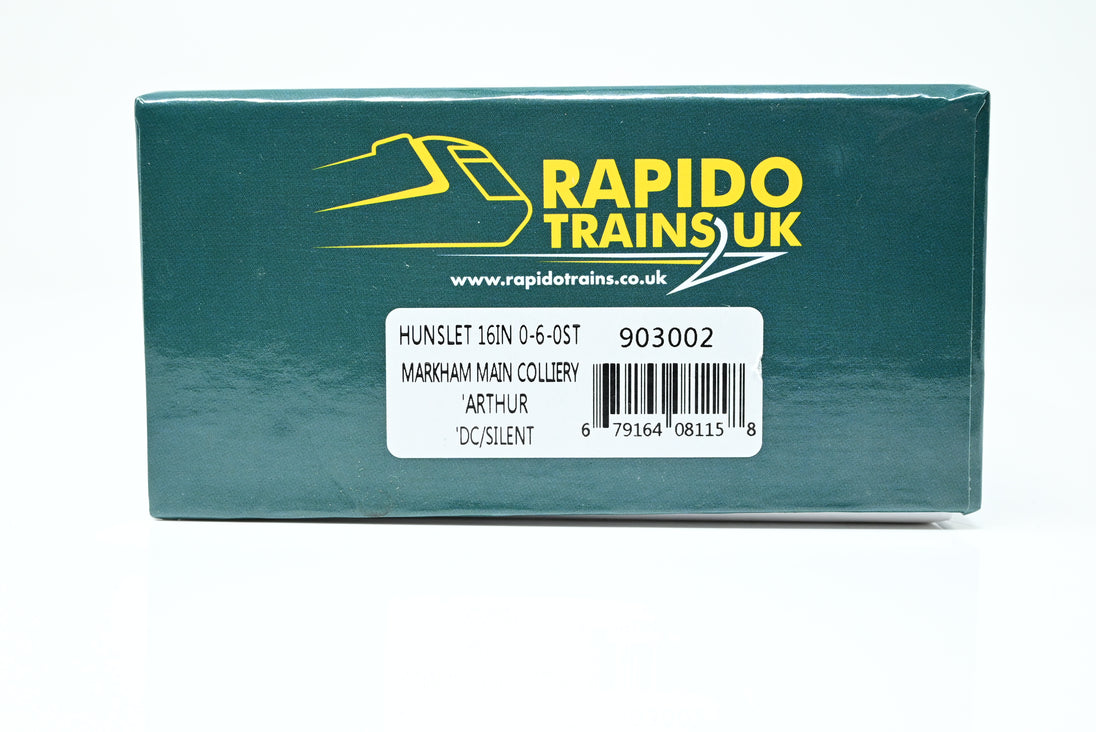 RAPIDO
TRAINS UK
www.rapidotrains.co.uk
HUNSLET 16IN 0-6-0ST 903002
MARKHAM MAIN COLLIERY
'ARTHUR
'DC/SILENT
6 79164 08115 8